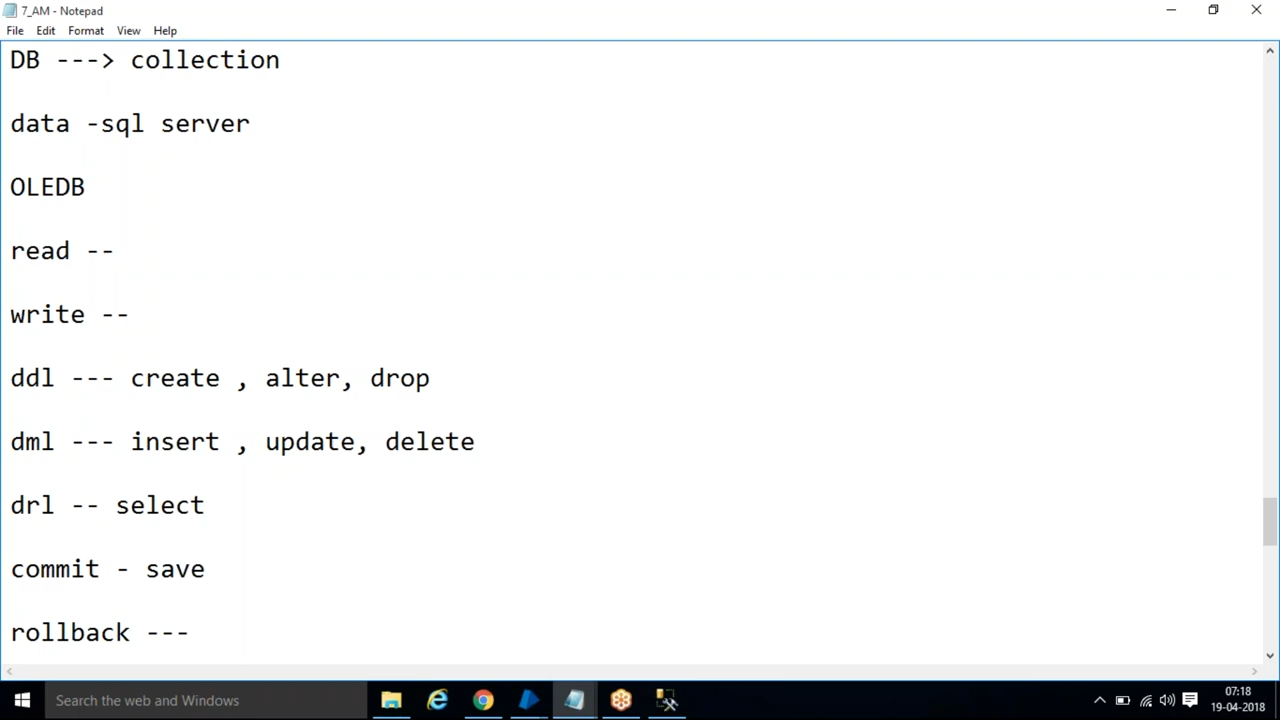 7_AM - Notepad
File Edit Format View Help
DB ---> collection
data -sql server
OLEDB
read --
write --
ddl --- create , alter, drop
dml --- insert , update, delete
drl -- select
commit - save
rollback ---
Search the web and Windows
07:18
19-04-2018